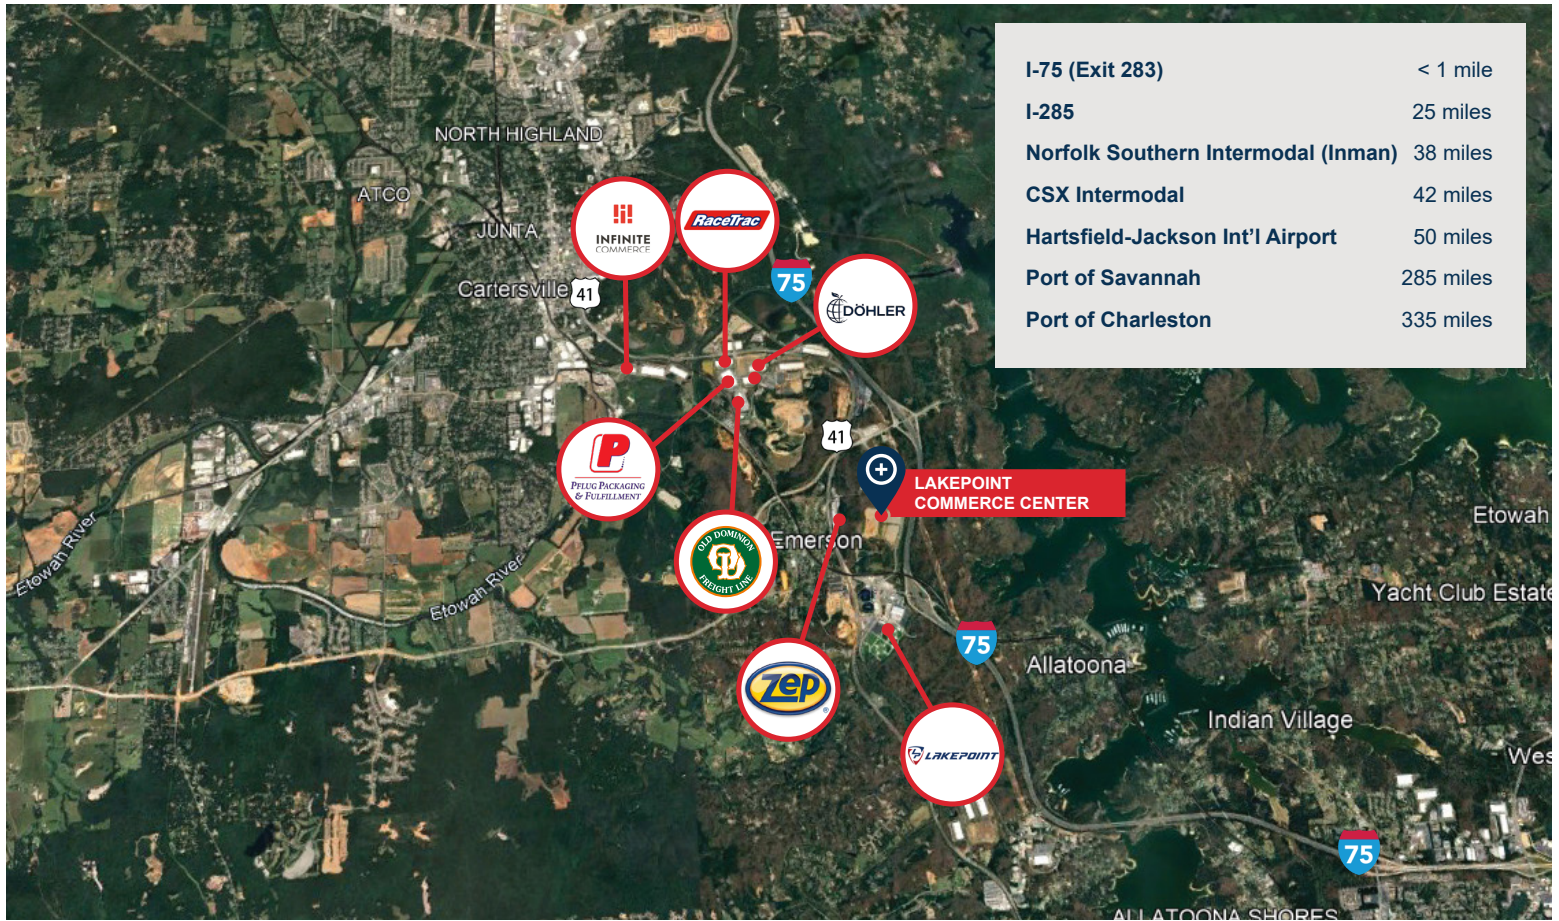 I-75 (Exit 283) < 1 mile
I-285 25 miles
Norfolk Southern Intermodal (Inman) 38 miles
CSX Intermodal 42 miles
Hartsfield-Jackson Int'l Airport 50 miles
Port of Savannah 285 miles
Port of Charleston 335 miles
NORTH HIGHLAND
ATCO
JUNTA
INFINITE
COMMERCE
RaceTrac
Cartersville
41
75
DÖHLER
41
P
PFLUG PACKAGING
& FULFILLMENT
LAKEPOINT
COMMERCE CENTER
Etowah River
Etowah River
OLD DOMINION
FREIGHT LINE
Emerson
Etowah
Yacht Club Estate
75
Allatoona
zep
®
LP LAKEPOINT
Indian Village
Wes
75
ALLATOONA SHORES